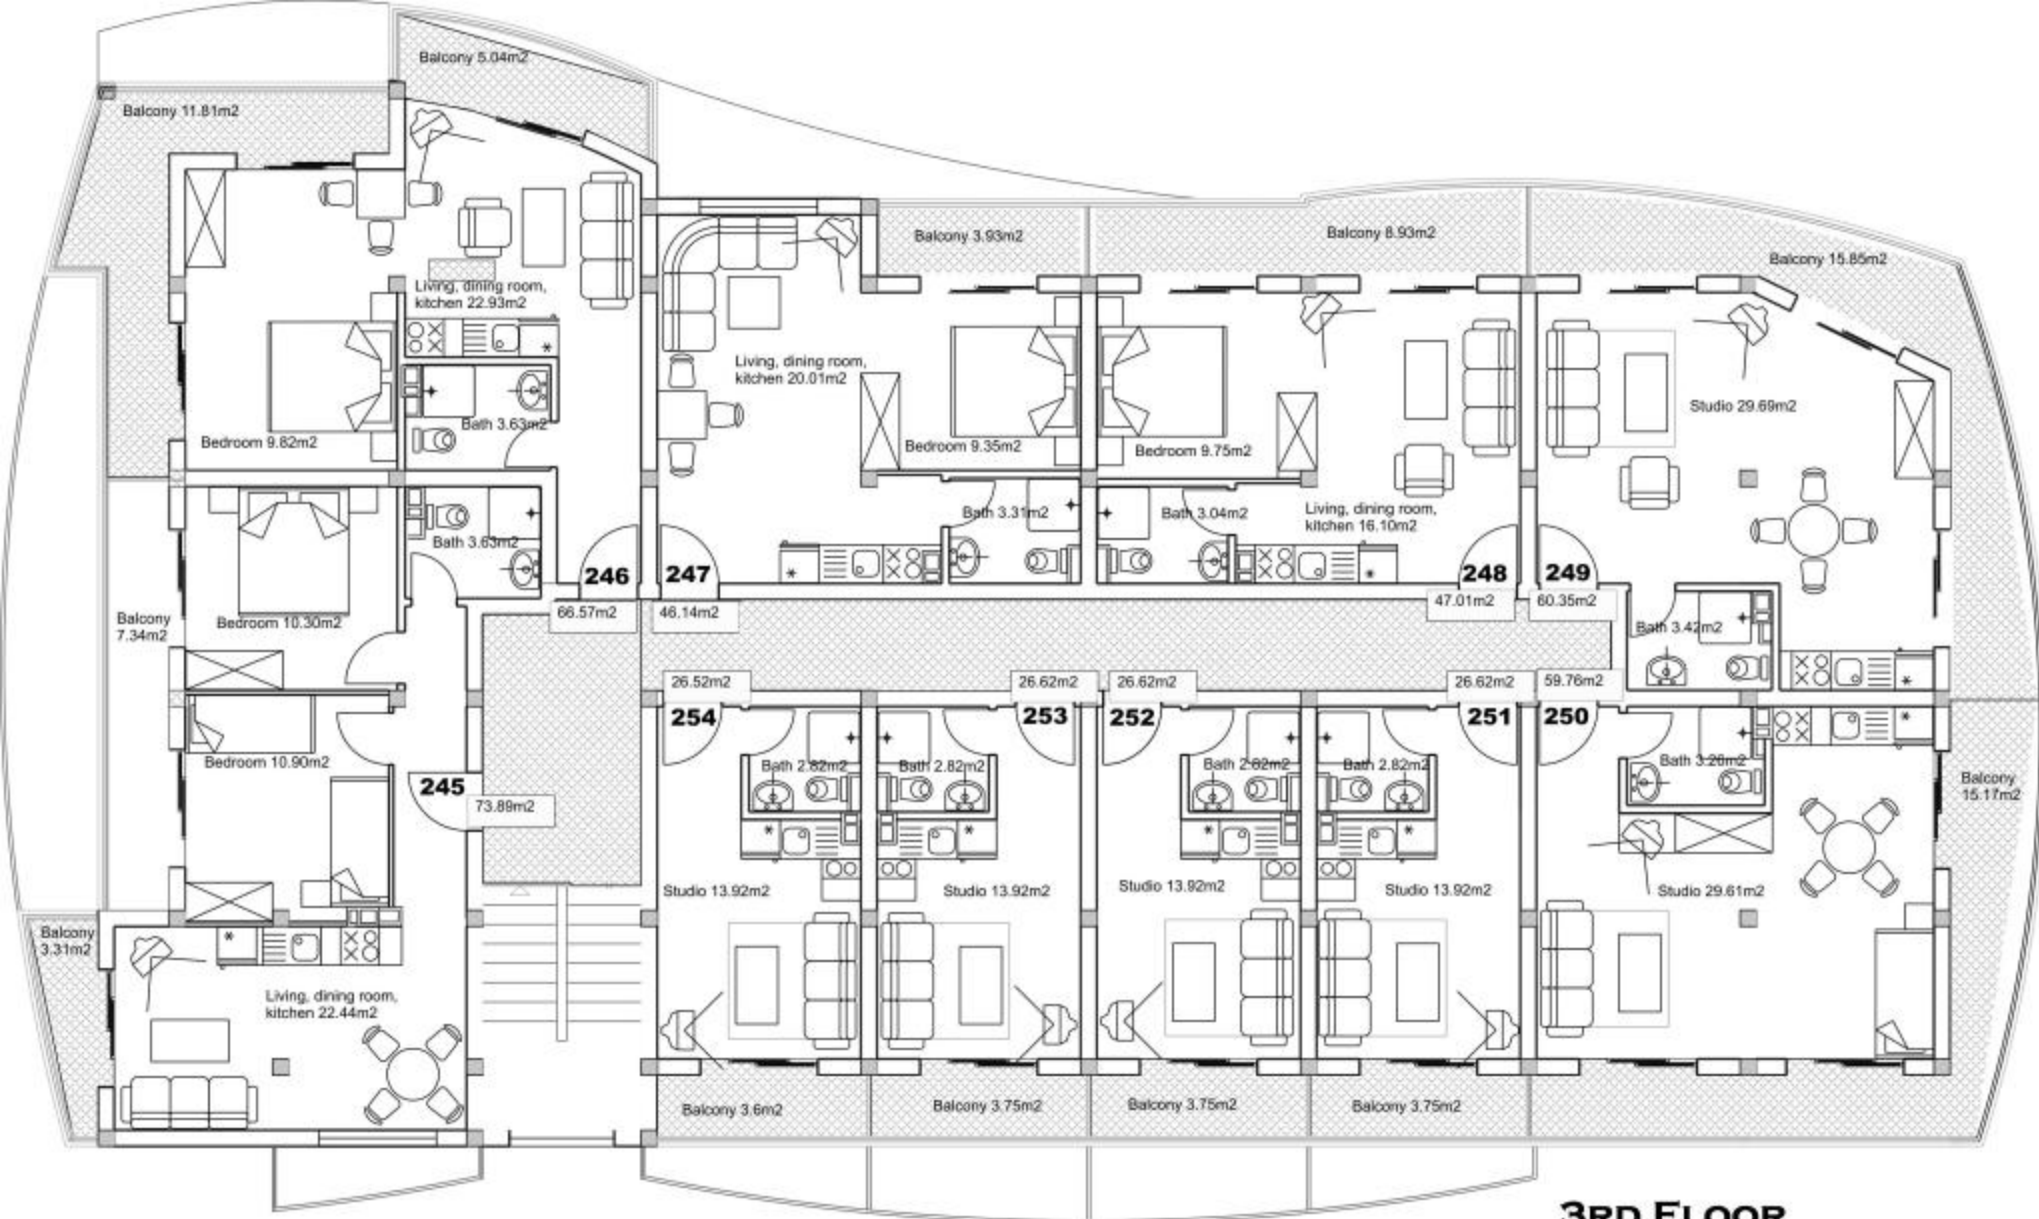 Balcony 5.04m2
Balcony 11.81m2
Balcony 3.93m2
Balcony 8.93m2
Balcony 15.85m2
Living, dining room,
kitchen 22.93m2
Living, dining room,
kitchen 20.01m2
Studio 29.69m2
Bath 3.63m2
Bedroom 9.82m2
Bedroom 9.35m2
Bedroom 9.75m2
Bath 3.63m2
Bath 3.31m2
Bath 3.04m2
Living, dining room,
kitchen 16.10m2
246
247
248
249
66.57m2
46.14m2
47.01m2
60.35m2
Balcony
7.34m2
Bedroom 10.30m2
Bath 3.42m2
26.52m2
26.62m2
26.62m2
26.62m2
59.76m2
254
253
252
251
250
Bedroom 10.90m2
245
73.89m2
Bath 2.82m2
Bath 2.82m2
Bath 2.82m2
Bath 2.82m2
Bath 3.26m2
Balcony
15.17m2
Studio 13.92m2
Studio 13.92m2
Studio 13.92m2
Studio 13.92m2
Studio 29.61m2
Balcony
3.31m2
Living, dining room,
kitchen 22.44m2
Balcony 3.6m2
Balcony 3.75m2
Balcony 3.75m2
Balcony 3.75m2
3RD FLOOR